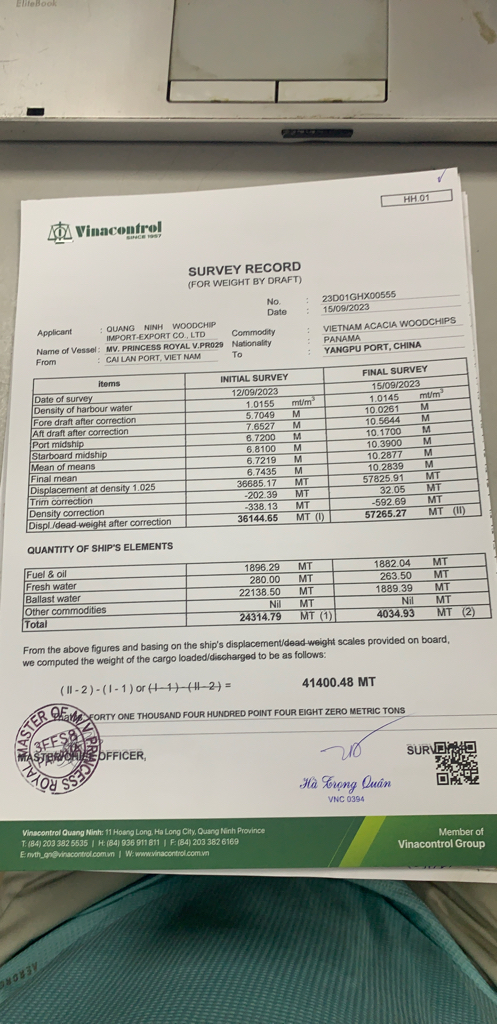 EliteBook
HH.01
Vinacontrol
SINCE 1957
SURVEY RECORD
(FOR WEIGHT BY DRAFT)
No. : 23D01GHX00555
Date : 15/09/2023
Applicant : QUANG NINH WOODCHIP IMPORT-EXPORT CO., LTD
Commodity : VIETNAM ACACIA WOODCHIPS
Name of Vessel : MV. PRINCESS ROYAL V.PR029
Nationality : PANAMA
From : CAI LAN PORT, VIET NAM
To : YANGPU PORT, CHINA
Items INITIAL SURVEY FINAL SURVEY
Date of survey 12/09/2023 15/09/2023
Density of harbour water 1.0155 mt/m³ 1.0145 mt/m³
Fore draft after correction 5.7049 M 10.0261 M
Aft draft after correction 7.6527 M 10.5644 M
Port midship 6.7200 M 10.1700 M
Starboard midship 6.8100 M 10.3900 M
Mean of means 6.7219 M 10.2877 M
Final mean 6.7435 M 10.2839 M
Displacement at density 1.025 36685.17 MT 57825.91 MT
Trim correction -202.39 MT 32.05 MT
Density correction -338.13 MT -592.69 MT
Displ./dead weight after correction 36144.65 MT (I) 57265.27 MT (II)
QUANTITY OF SHIP'S ELEMENTS
Fuel & oil 1896.29 MT 1882.04 MT
Fresh water 280.00 MT 263.50 MT
Ballast water 22138.50 MT 1889.39 MT
Other commodities Nil MT Nil MT
Total 24314.79 MT (1) 4034.93 MT (2)
From the above figures and basing on the ship's displacement/dead weight scales provided on board,
we computed the weight of the cargo loaded/discharged to be as follows:
(II-2)-(I-1) or (I-1)-(II-2) = 41400.48 MT
FORTY ONE THOUSAND FOUR HUNDRED POINT FOUR EIGHT ZERO METRIC TONS
MASTER OF M.V. PRINCESS ROYAL
3FFS8
OFFICER,
SURV
Hà Trọng Quân
VNC 0394
Vinacontrol Quang Ninh: 11 Hoang Long, Ha Long City, Quang Ninh Province
T: (84) 203 382 5535 | H: (84) 936 911 811 | F: (84) 203 382 6169
E: nvth_qn@vinacontrol.com.vn | W: www.vinacontrol.com.vn
Member of
Vinacontrol Group